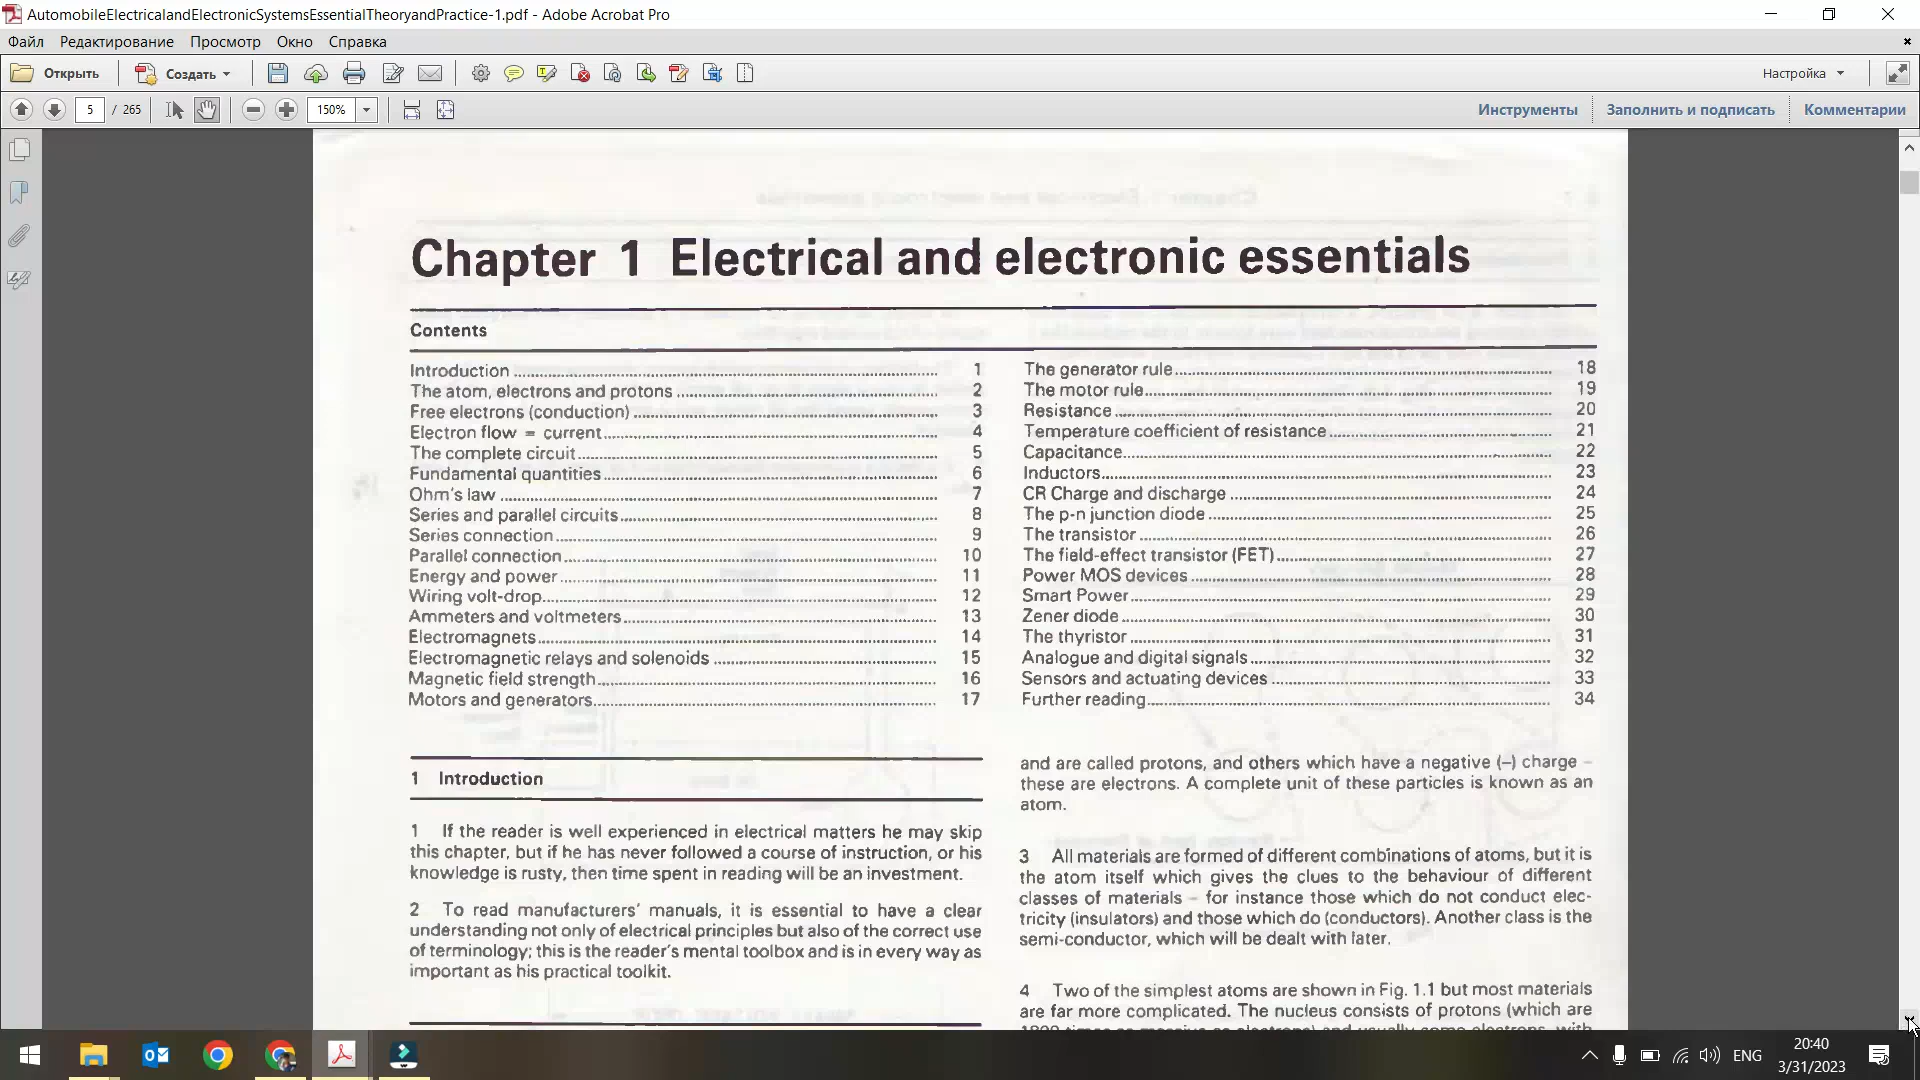 AutomobileElectricalandElectronicSystemsEssentialTheoryandPractice-1.pdf - Adobe Acrobat Pro
Файл Редактирование Просмотр Окно Справка
Открыть Создать Настройка
5 / 265 150% Инструменты Заполнить и подписать Комментарии
Chapter 1 Electrical and electronic essentials
Contents
Introduction 1
The atom, electrons and protons 2
Free electrons (conduction) 3
Electron flow = current 4
The complete circuit 5
Fundamental quantities 6
Ohm's law 7
Series and parallel circuits 8
Series connection 9
Parallel connection 10
Energy and power 11
Wiring volt-drop 12
Ammeters and voltmeters 13
Electromagnets 14
Electromagnetic relays and solenoids 15
Magnetic field strength 16
Motors and generators 17
The generator rule 18
The motor rule 19
Resistance 20
Temperature coefficient of resistance 21
Capacitance 22
Inductors 23
CR Charge and discharge 24
The p-n junction diode 25
The transistor 26
The field-effect transistor (FET) 27
Power MOS devices 28
Smart Power 29
Zener diode 30
The thyristor 31
Analogue and digital signals 32
Sensors and actuating devices 33
Further reading 34
1 Introduction
1 If the reader is well experienced in electrical matters he may skip
this chapter, but if he has never followed a course of instruction, or his
knowledge is rusty, then time spent in reading will be an investment.
2 To read manufacturers' manuals, it is essential to have a clear
understanding not only of electrical principles but also of the correct use
of terminology; this is the reader's mental toolbox and is in every way as
important as his practical toolkit.
and are called protons, and others which have a negative (–) charge –
these are electrons. A complete unit of these particles is known as an
atom.
3 All materials are formed of different combinations of atoms, but it is
the atom itself which gives the clues to the behaviour of different
classes of materials – for instance those which do not conduct elec-
tricity (insulators) and those which do (conductors). Another class is the
semi-conductor, which will be dealt with later.
4 Two of the simplest atoms are shown in Fig. 1.1 but most materials
are far more complicated. The nucleus consists of protons (which are
ENG
20:40
3/31/2023